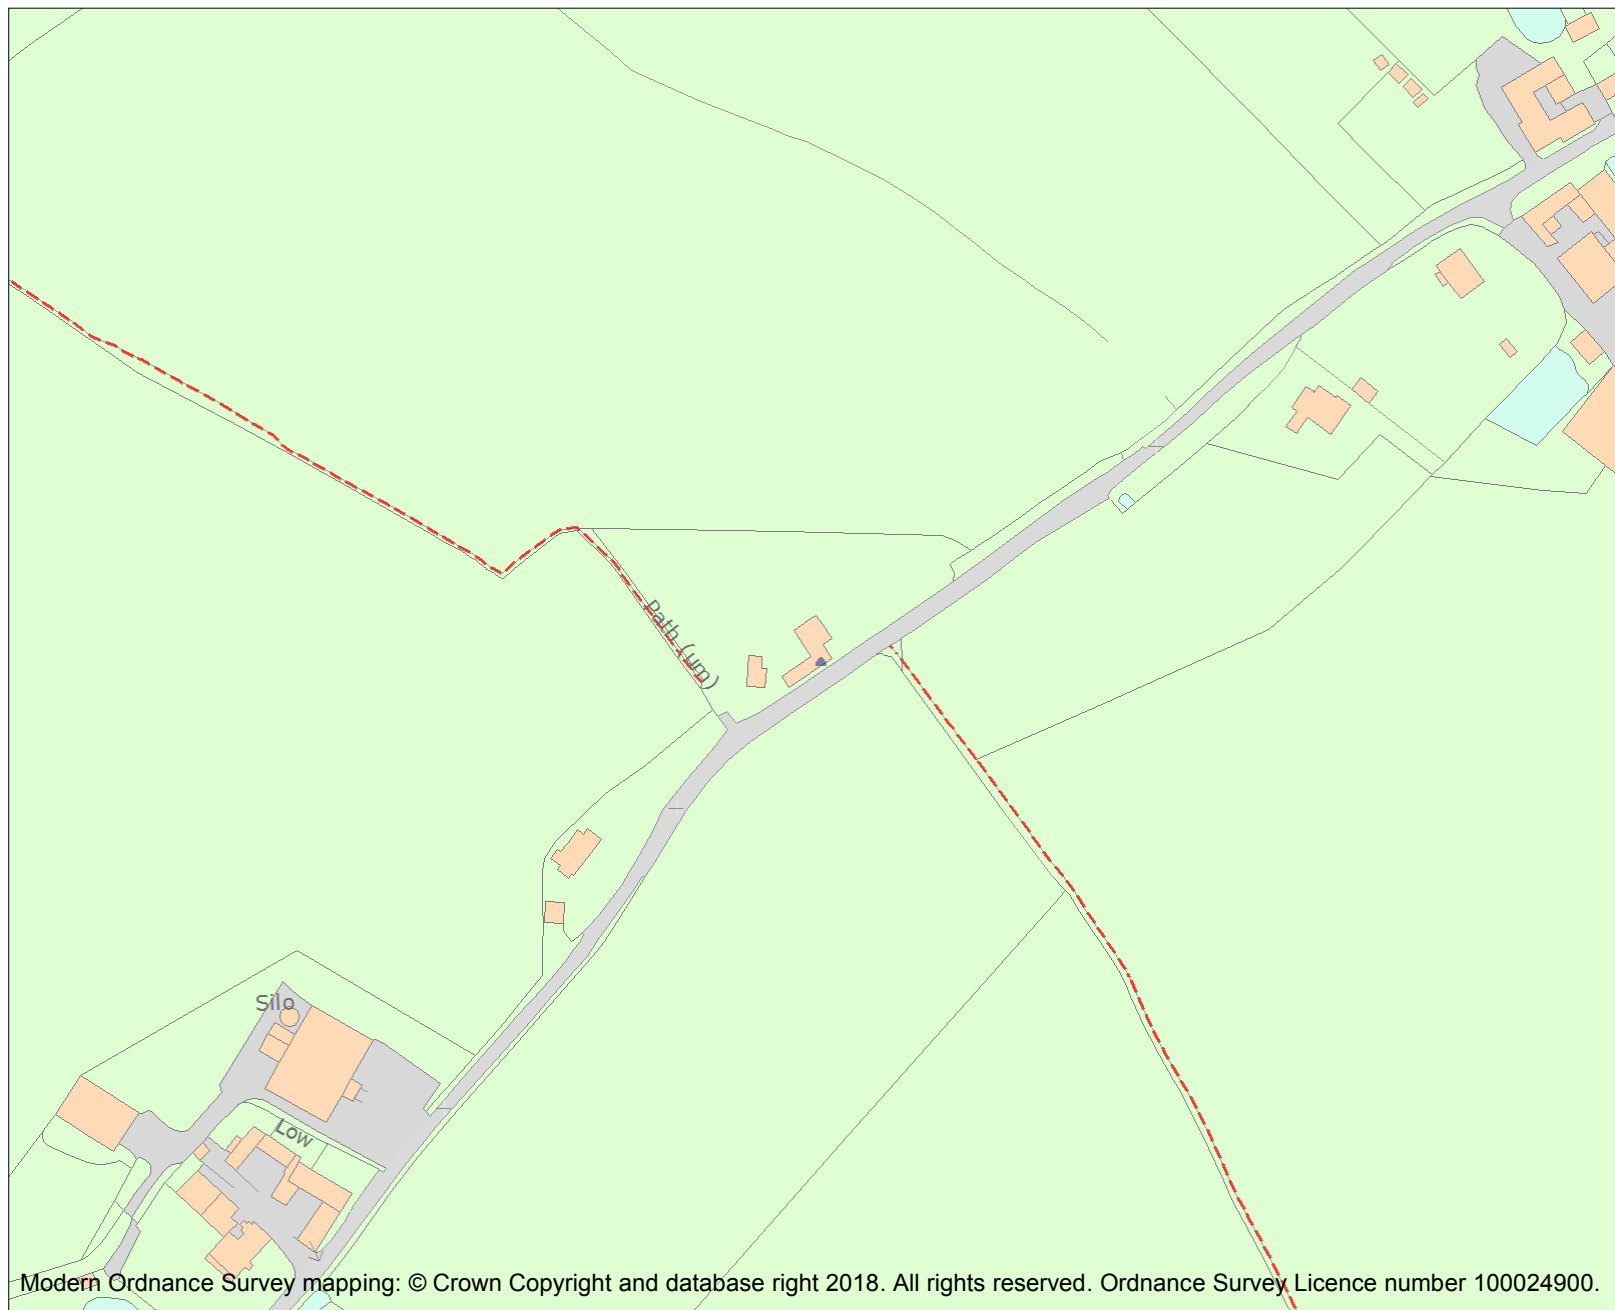 Path (um)
Silo
Low
Modern Ordnance Survey mapping: © Crown Copyright and database right 2018. All rights reserved. Ordnance Survey Licence number 100024900.